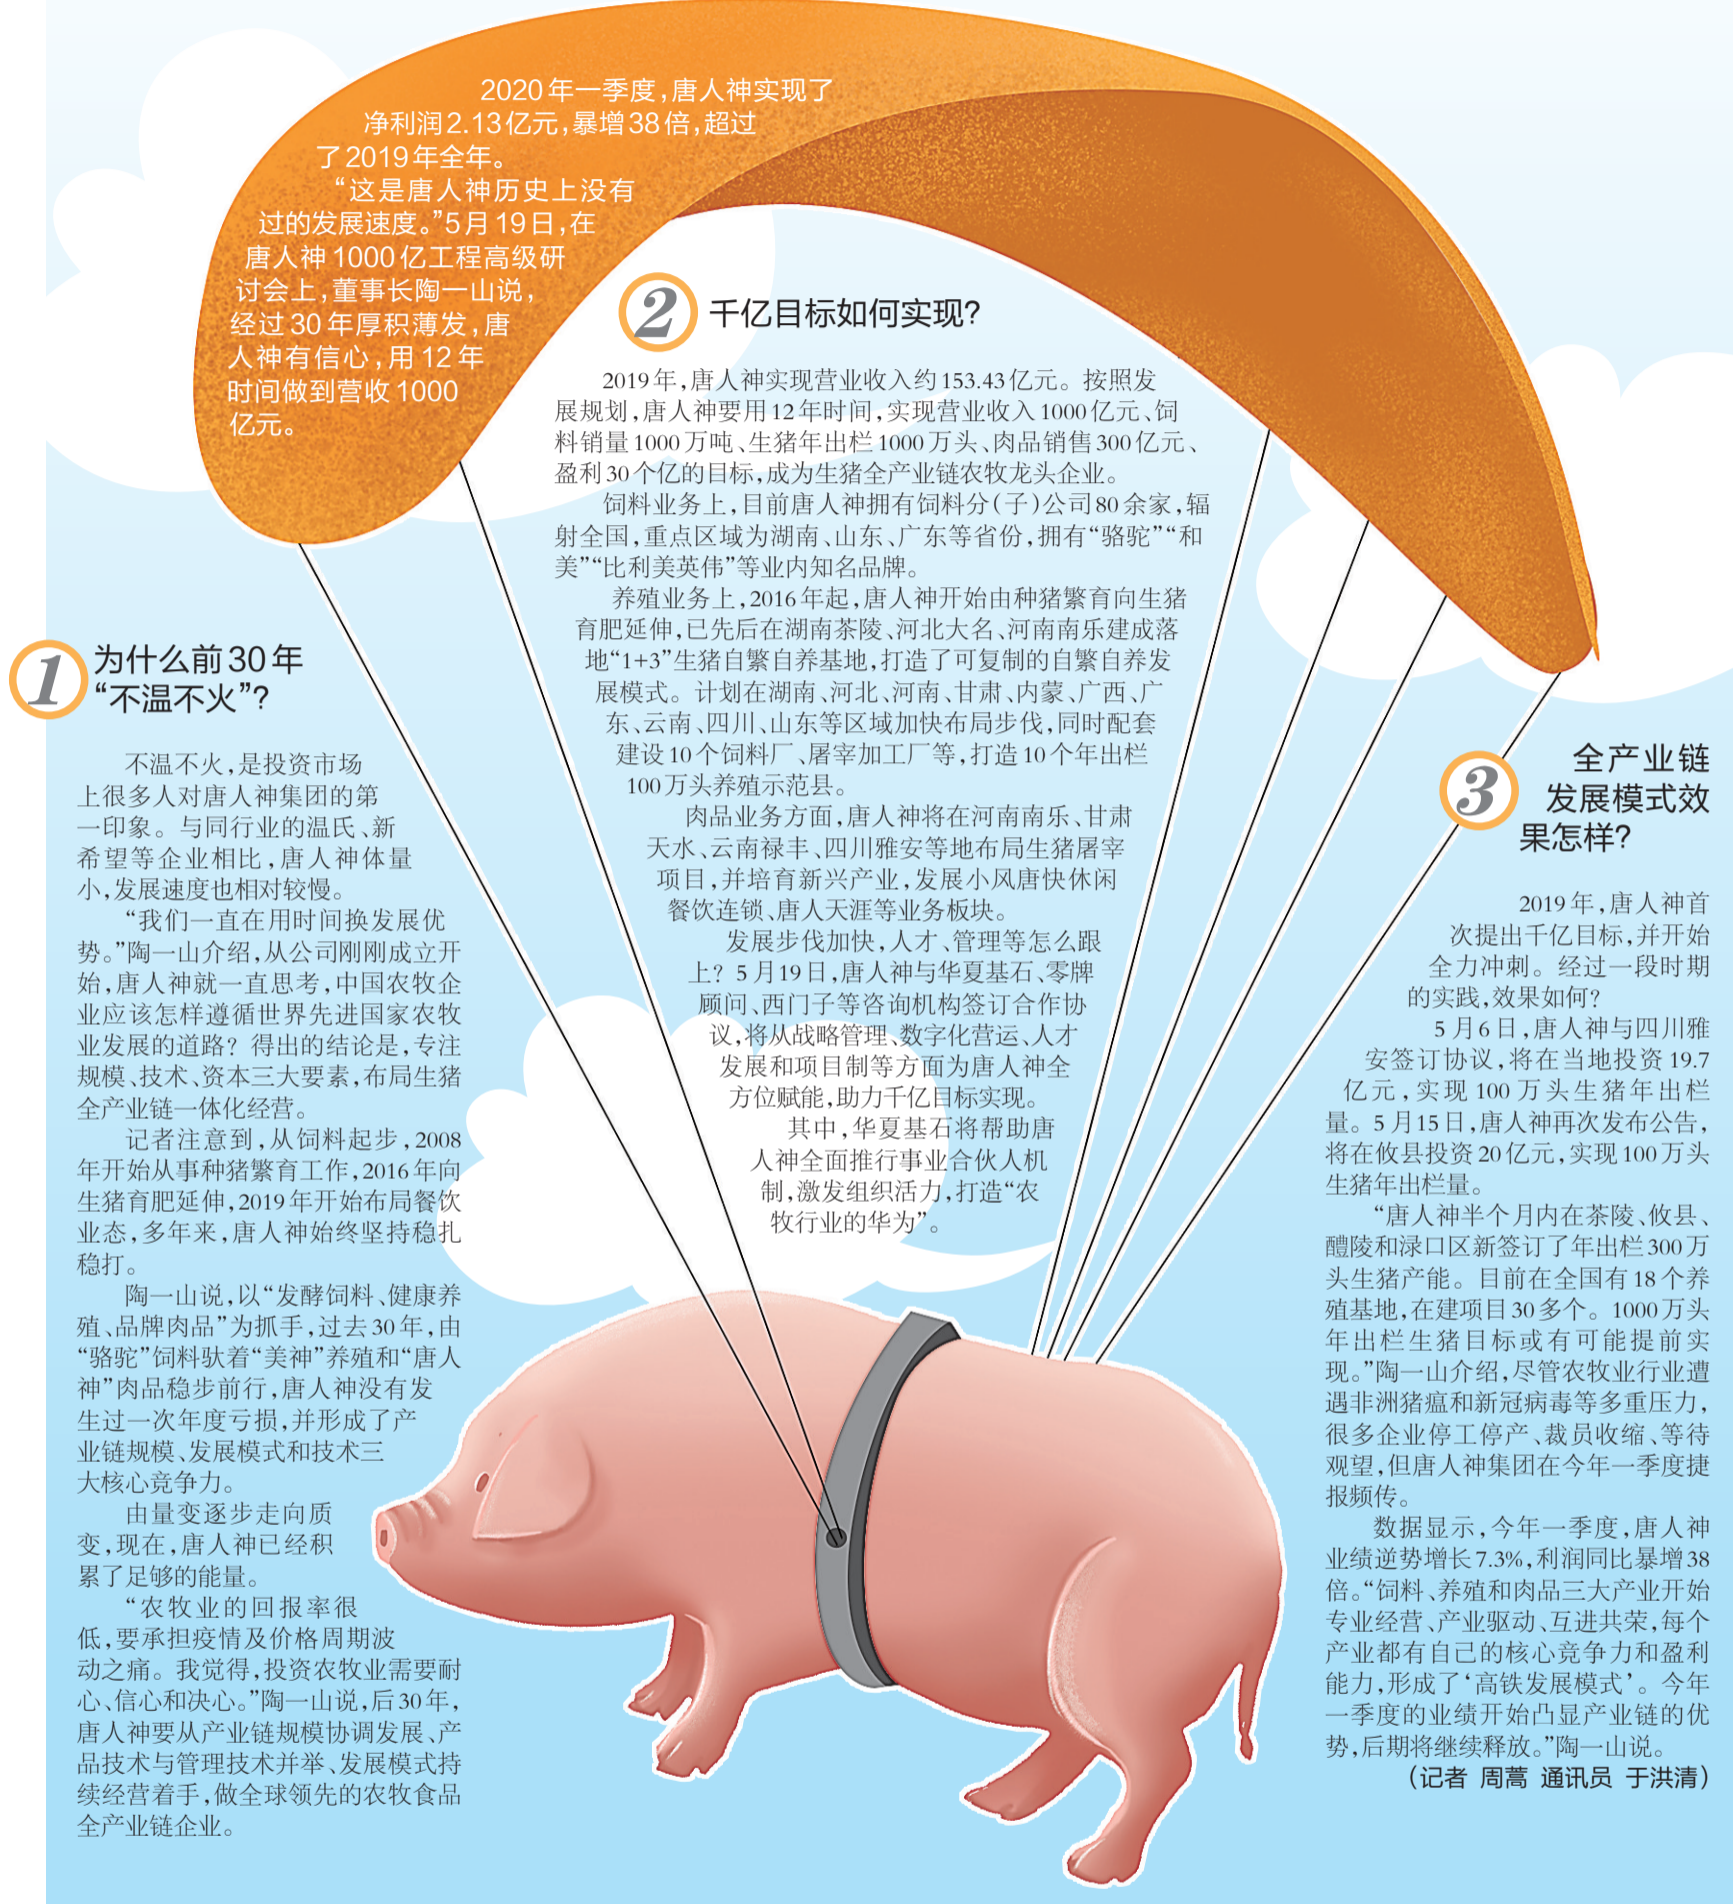 2020年一季度,唐人神实现了
净利润2.13亿元,暴增38倍,超过
了2019年全年。
“这是唐人神历史上没有
过的发展速度。”5月19日,在
唐人神1000亿工程高级研
讨会上,董事长陶一山说,
经过30年厚积薄发,唐
人神有信心,用12年
时间做到营收1000
亿元。
1
为什么前30年
“不温不火”?
不温不火,是投资市场
上很多人对唐人神集团的第
一印象。与同行业的温氏、新
希望等企业相比,唐人神体量
小,发展速度也相对较慢。
“我们一直在用时间换发展优
势。”陶一山介绍,从公司刚刚成立开
始,唐人神就一直思考,中国农牧企
业应该怎样遵循世界先进国家农牧
业发展的道路?得出的结论是,专注
规模、技术、资本三大要素,布局生猪
全产业链一体化经营。
记者注意到,从饲料起步,2008
年开始从事种猪繁育工作,2016年向
生猪育肥延伸,2019年开始布局餐饮
业态,多年来,唐人神始终坚持稳扎
稳打。
陶一山说,以“发酵饲料、健康养
殖、品牌肉品”为抓手,过去30年,由
“骆驼”饲料驮着“美神”养殖和“唐人
神”肉品稳步前行,唐人神没有发
生过一次年度亏损,并形成了产
业链规模、发展模式和技术三
大核心竞争力。
由量变逐步走向质
变,现在,唐人神已经积
累了足够的能量。
“农牧业的回报率很
低,要承担疫情及价格周期波
动之痛。我觉得,投资农牧业需要耐
心、信心和决心。”陶一山说,后30年,
唐人神要从产业链规模协调发展、产
品技术与管理技术并举、发展模式持
续经营着手,做全球领先的农牧食品
全产业链企业。
2
千亿目标如何实现?
2019年,唐人神实现营业收入约153.43亿元。按照发
展规划,唐人神要用12年时间,实现营业收入1000亿元、饲
料销量1000万吨、生猪年出栏1000万头、肉品销售300亿元、
盈利30个亿的目标,成为生猪全产业链农牧龙头企业。
饲料业务上,目前唐人神拥有饲料分(子)公司80余家,辐
射全国,重点区域为湖南、山东、广东等省份,拥有“骆驼”“和
美”“比利美英伟”等业内知名品牌。
养殖业务上,2016年起,唐人神开始由种猪繁育向生猪
育肥延伸,已先后在湖南茶陵、河北大名、河南南乐建成落
地“1+3”生猪自繁自养基地,打造了可复制的自繁自养发
展模式。计划在湖南、河北、河南、甘肃、内蒙、广西、广
东、云南、四川、山东等区域加快布局步伐,同时配套
建设10个饲料厂、屠宰加工厂等,打造10个年出栏
100万头养殖示范县。
肉品业务方面,唐人神将在河南南乐、甘肃
天水、云南禄丰、四川雅安等地布局生猪屠宰
项目,并培育新兴产业,发展小风唐快休闲
餐饮连锁、唐人天涯等业务板块。
发展步伐加快,人才、管理等怎么跟
上?5月19日,唐人神与华夏基石、零牌
顾问、西门子等咨询机构签订合作协
议,将从战略管理、数字化营运、人才
发展和项目制等方面为唐人神全
方位赋能,助力千亿目标实现。
其中,华夏基石将帮助唐
人神全面推行事业合伙人机
制,激发组织活力,打造“农
牧行业的华为”。
3
全产业链
发展模式效
果怎样?
2019年,唐人神首
次提出千亿目标,并开始
全力冲刺。经过一段时期
的实践,效果如何?
5月6日,唐人神与四川雅
安签订协议,将在当地投资19.7
亿元,实现100万头生猪年出栏
量。5月15日,唐人神再次发布公告,
将在攸县投资20亿元,实现100万头
生猪年出栏量。
“唐人神半个月内在茶陵、攸县、
醴陵和渌口区新签订了年出栏300万
头生猪产能。目前在全国有18个养
殖基地,在建项目30多个。1000万头
年出栏生猪目标或有可能提前实
现。”陶一山介绍,尽管农牧业行业遭
遇非洲猪瘟和新冠病毒等多重压力,
很多企业停工停产、裁员收缩、等待
观望,但唐人神集团在今年一季度捷
报频传。
数据显示,今年一季度,唐人神
业绩逆势增长7.3%,利润同比暴增38
倍。“饲料、养殖和肉品三大产业开始
专业经营、产业驱动、互进共荣,每个
产业都有自己的核心竞争力和盈利
能力,形成了‘高铁发展模式’。今年
一季度的业绩开始凸显产业链的优
势,后期将继续释放。”陶一山说。
(记者 周蒿 通讯员 于洪清)